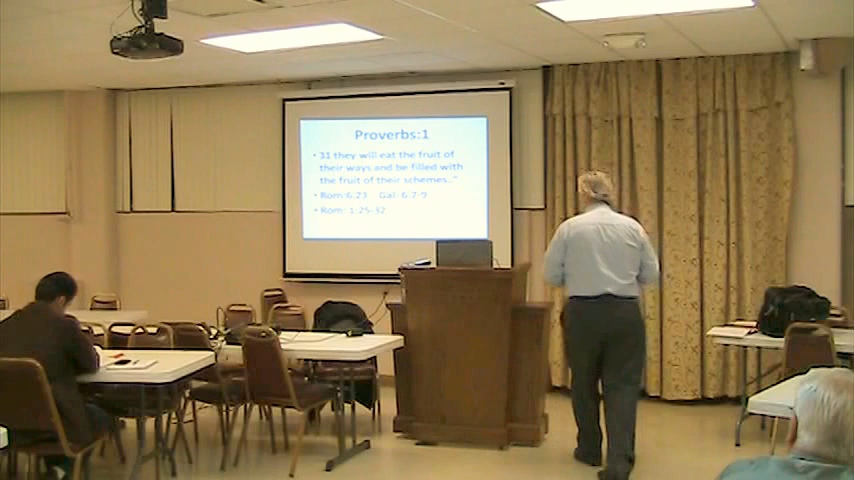 Proverbs:1
• 31 they will eat the fruit of
their ways and be filled with
the fruit of their schemes.."
• Rom:6.23 Gal: 6.7-9
• Rom: 1:25-32